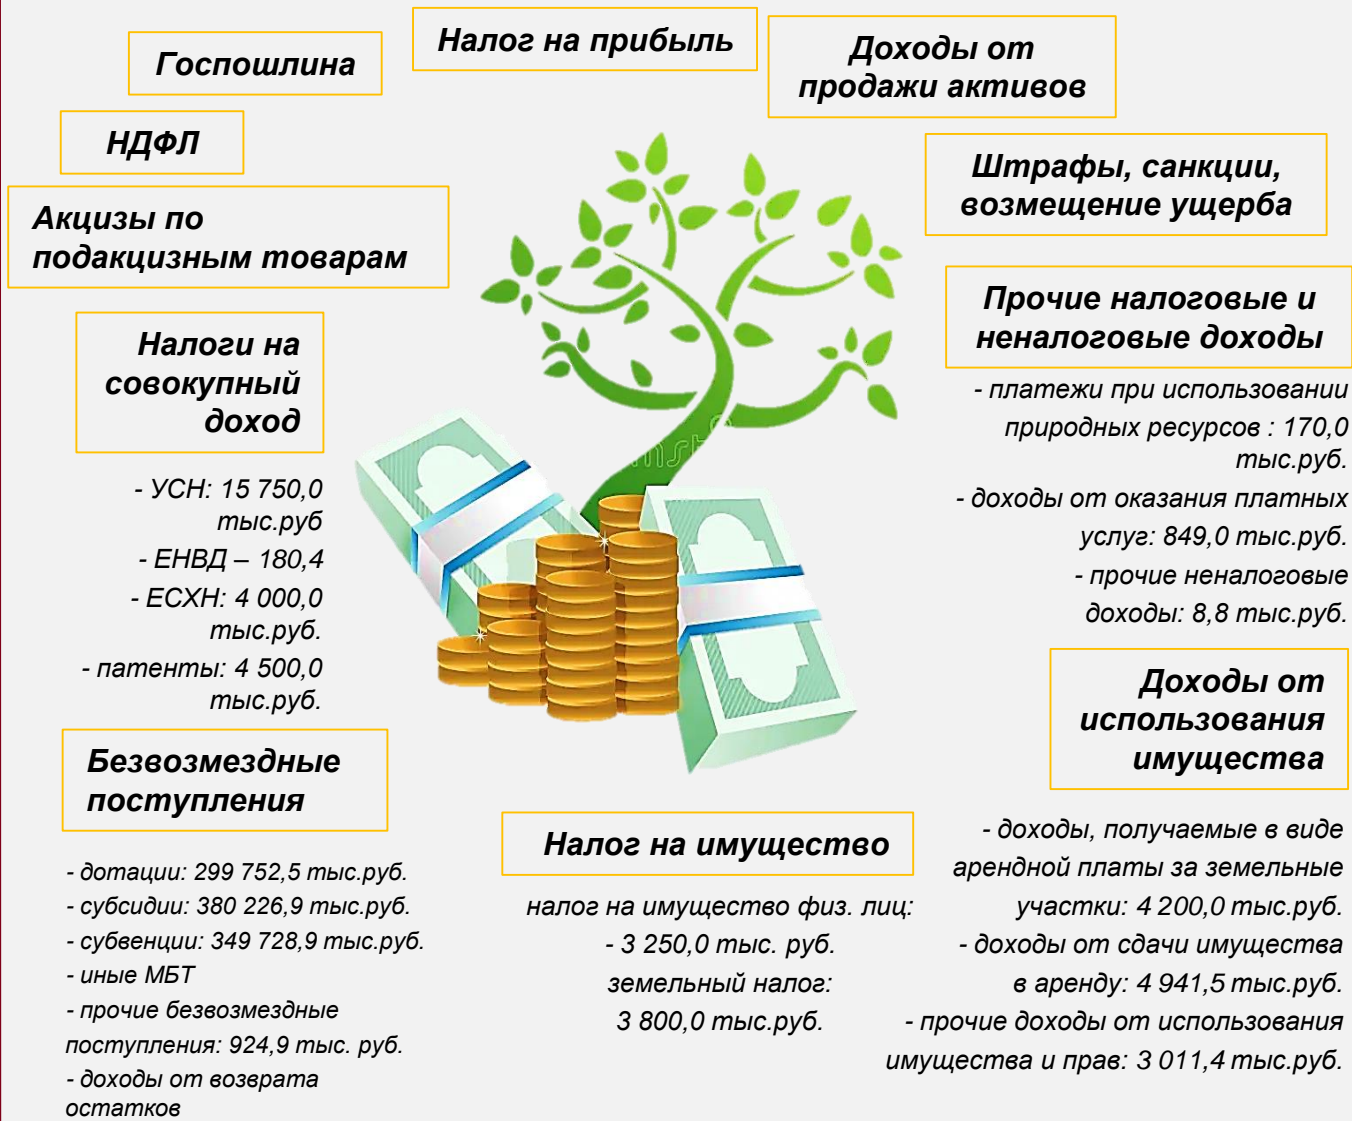 Госпошлина
Налог на прибыль
Доходы от
продажи активов
НДФЛ
Штрафы, санкции,
возмещение ущерба
Акцизы по
подакцизным товарам
Прочие налоговые и
неналоговые доходы
- платежи при использовании
природных ресурсов : 170,0
тыс.руб.
- доходы от оказания платных
услуг: 849,0 тыс.руб.
- прочие неналоговые
доходы: 8,8 тыс.руб.
Налоги на
совокупный
доход
- УСН: 15 750,0
тыс.руб
- ЕНВД – 180,4
- ЕСХН: 4 000,0
тыс.руб.
- патенты: 4 500,0
тыс.руб.
Безвозмездные
поступления
- дотации: 299 752,5 тыс.руб.
- субсидии: 380 226,9 тыс.руб.
- субвенции: 349 728,9 тыс.руб.
- иные МБТ
- прочие безвозмездные
поступления: 924,9 тыс. руб.
- доходы от возврата
остатков
Налог на имущество
налог на имущество физ. лиц:
- 3 250,0 тыс. руб.
земельный налог:
3 800,0 тыс.руб.
Доходы от
использования
имущества
- доходы, получаемые в виде
арендной платы за земельные
участки: 4 200,0 тыс.руб.
- доходы от сдачи имущества
в аренду: 4 941,5 тыс.руб.
- прочие доходы от использования
имущества и прав: 3 011,4 тыс.руб.